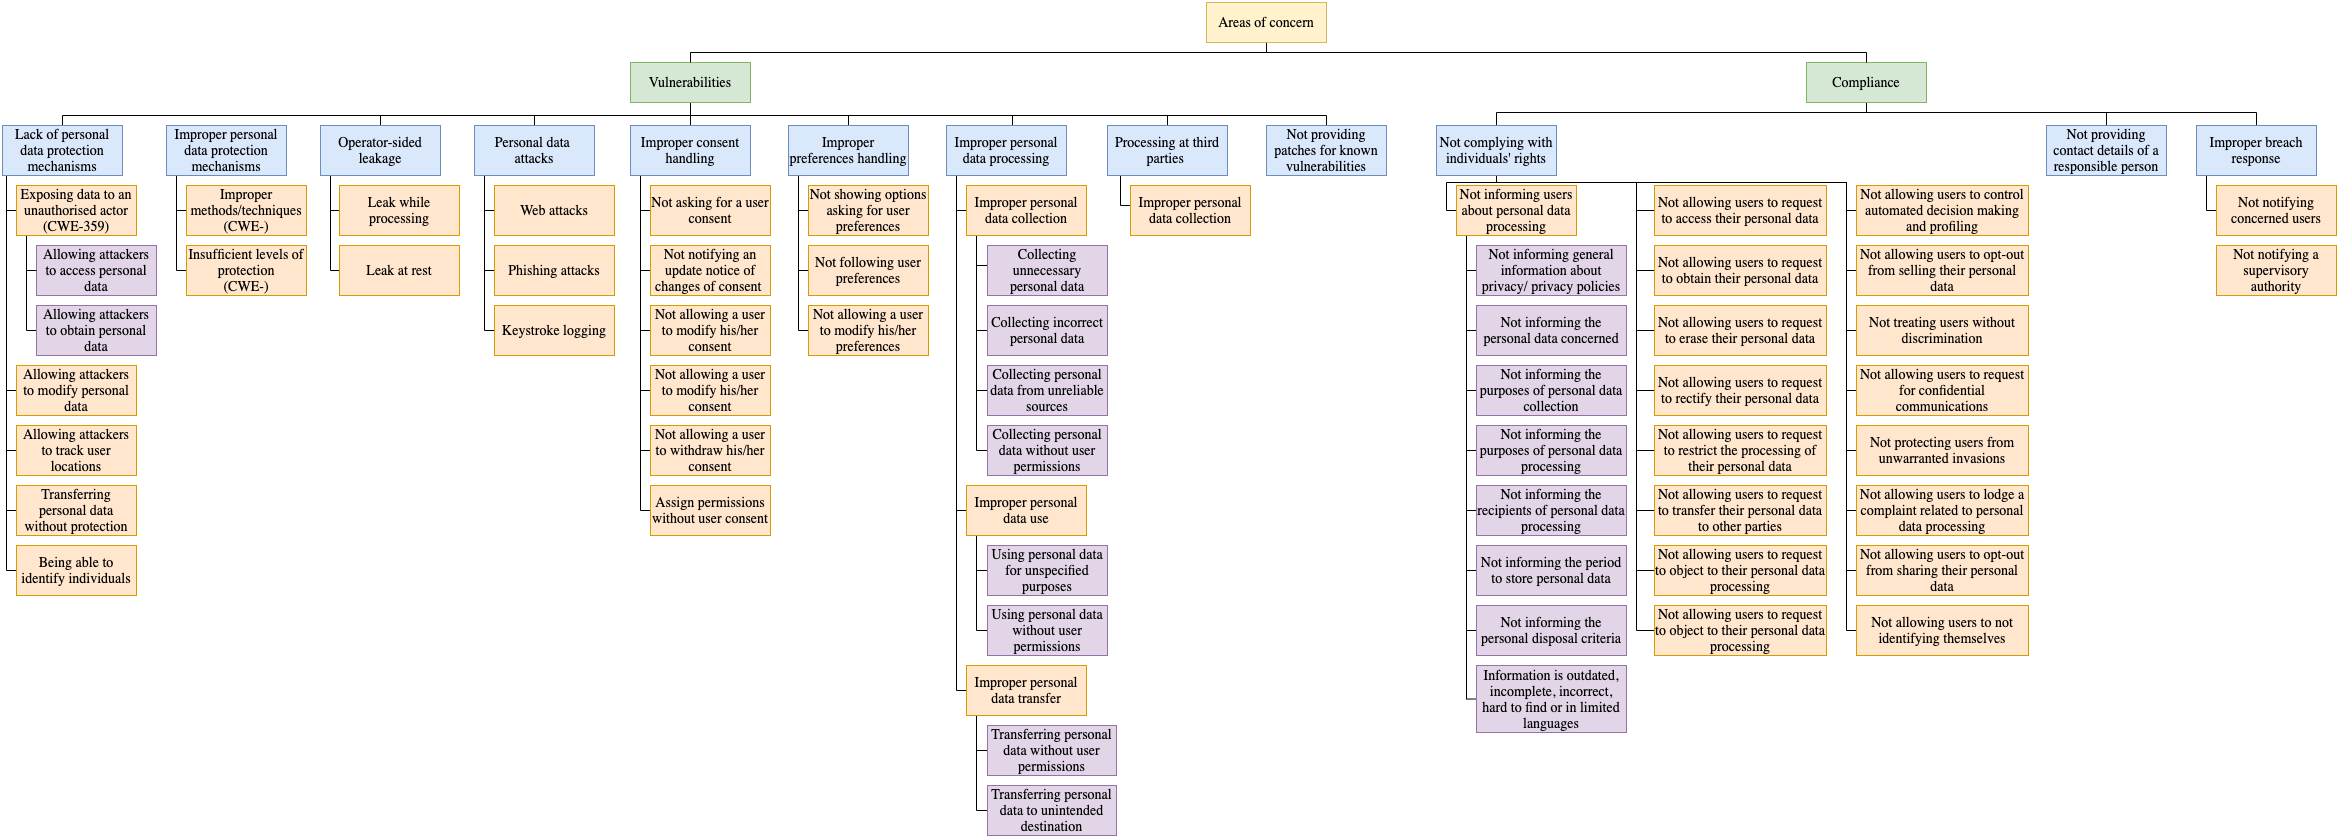 Areas of concern
Vulnerabilities
Compliance
Lack of personal
data protection
mechanisms
Improper personal
data protection
mechanisms
Operator-sided
leakage
Personal data
attacks
Improper consent
handling
Improper
preferences handling
Improper personal
data processing
Processing at third
parties
Not providing
patches for known
vulnerabilities
Not complying with
individuals' rights
Not providing
contact details of a
responsible person
Improper breach
response
Exposing data to an
unauthorised actor
(CWE-359)
Allowing attackers
to access personal
data
Allowing attackers
to obtain personal
data
Allowing attackers
to modify personal
data
Allowing attackers
to track user
locations
Transferring
personal data
without protection
Being able to
identify individuals
Improper
methods/techniques
(CWE-)
Insufficient levels of
protection
(CWE-)
Leak while
processing
Leak at rest
Web attacks
Phishing attacks
Keystroke logging
Not asking for a user
consent
Not notifying an
update notice of
changes of consent
Not allowing a user
to modify his/her
consent
Not allowing a user
to modify his/her
consent
Not allowing a user
to withdraw his/her
consent
Assign permissions
without user consent
Not showing options
asking for user
preferences
Not following user
preferences
Not allowing a user
to modify his/her
preferences
Improper personal
data collection
Collecting
unnecessary
personal data
Collecting incorrect
personal data
Collecting personal
data from unreliable
sources
Collecting personal
data without user
permissions
Improper personal
data use
Using personal data
for unspecified
purposes
Using personal data
without user
permissions
Improper personal
data transfer
Transferring personal
data without user
permissions
Transferring personal
data to unintended
destination
Improper personal
data collection
Not informing users
about personal data
processing
Not informing general
information about
privacy/ privacy policies
Not informing the
personal data concerned
Not informing the
purposes of personal data
collection
Not informing the
purposes of personal data
processing
Not informing the
recipients of personal data
processing
Not informing the period
to store personal data
Not informing the
personal disposal criteria
Information is outdated,
incomplete, incorrect,
hard to find or in limited
languages
Not allowing users to request
to access their personal data
Not allowing users to request
to obtain their personal data
Not allowing users to request
to erase their personal data
Not allowing users to request
to rectify their personal data
Not allowing users to request
to restrict the processing of
their personal data
Not allowing users to request
to transfer their personal data
to other parties
Not allowing users to request
to object to their personal data
processing
Not allowing users to request
to object to their personal data
processing
Not allowing users to control
automated decision making
and profiling
Not allowing users to opt-out
from selling their personal
data
Not treating users without
discrimination
Not allowing users to request
for confidential
communications
Not protecting users from
unwarranted invasions
Not allowing users to lodge a
complaint related to personal
data processing
Not allowing users to opt-out
from sharing their personal
data
Not allowing users to not
identifying themselves
Not notifying
concerned users
Not notifying a
supervisory
authority